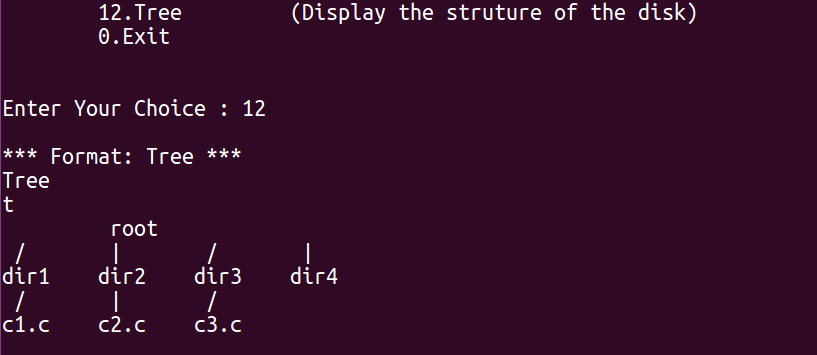 12.Tree (Display the struture of the disk)
0.Exit
Enter Your Choice : 12
*** Format: Tree ***
Tree
t
root
/ | / |
dir1 dir2 dir3 dir4
/ | /
c1.c c2.c c3.c